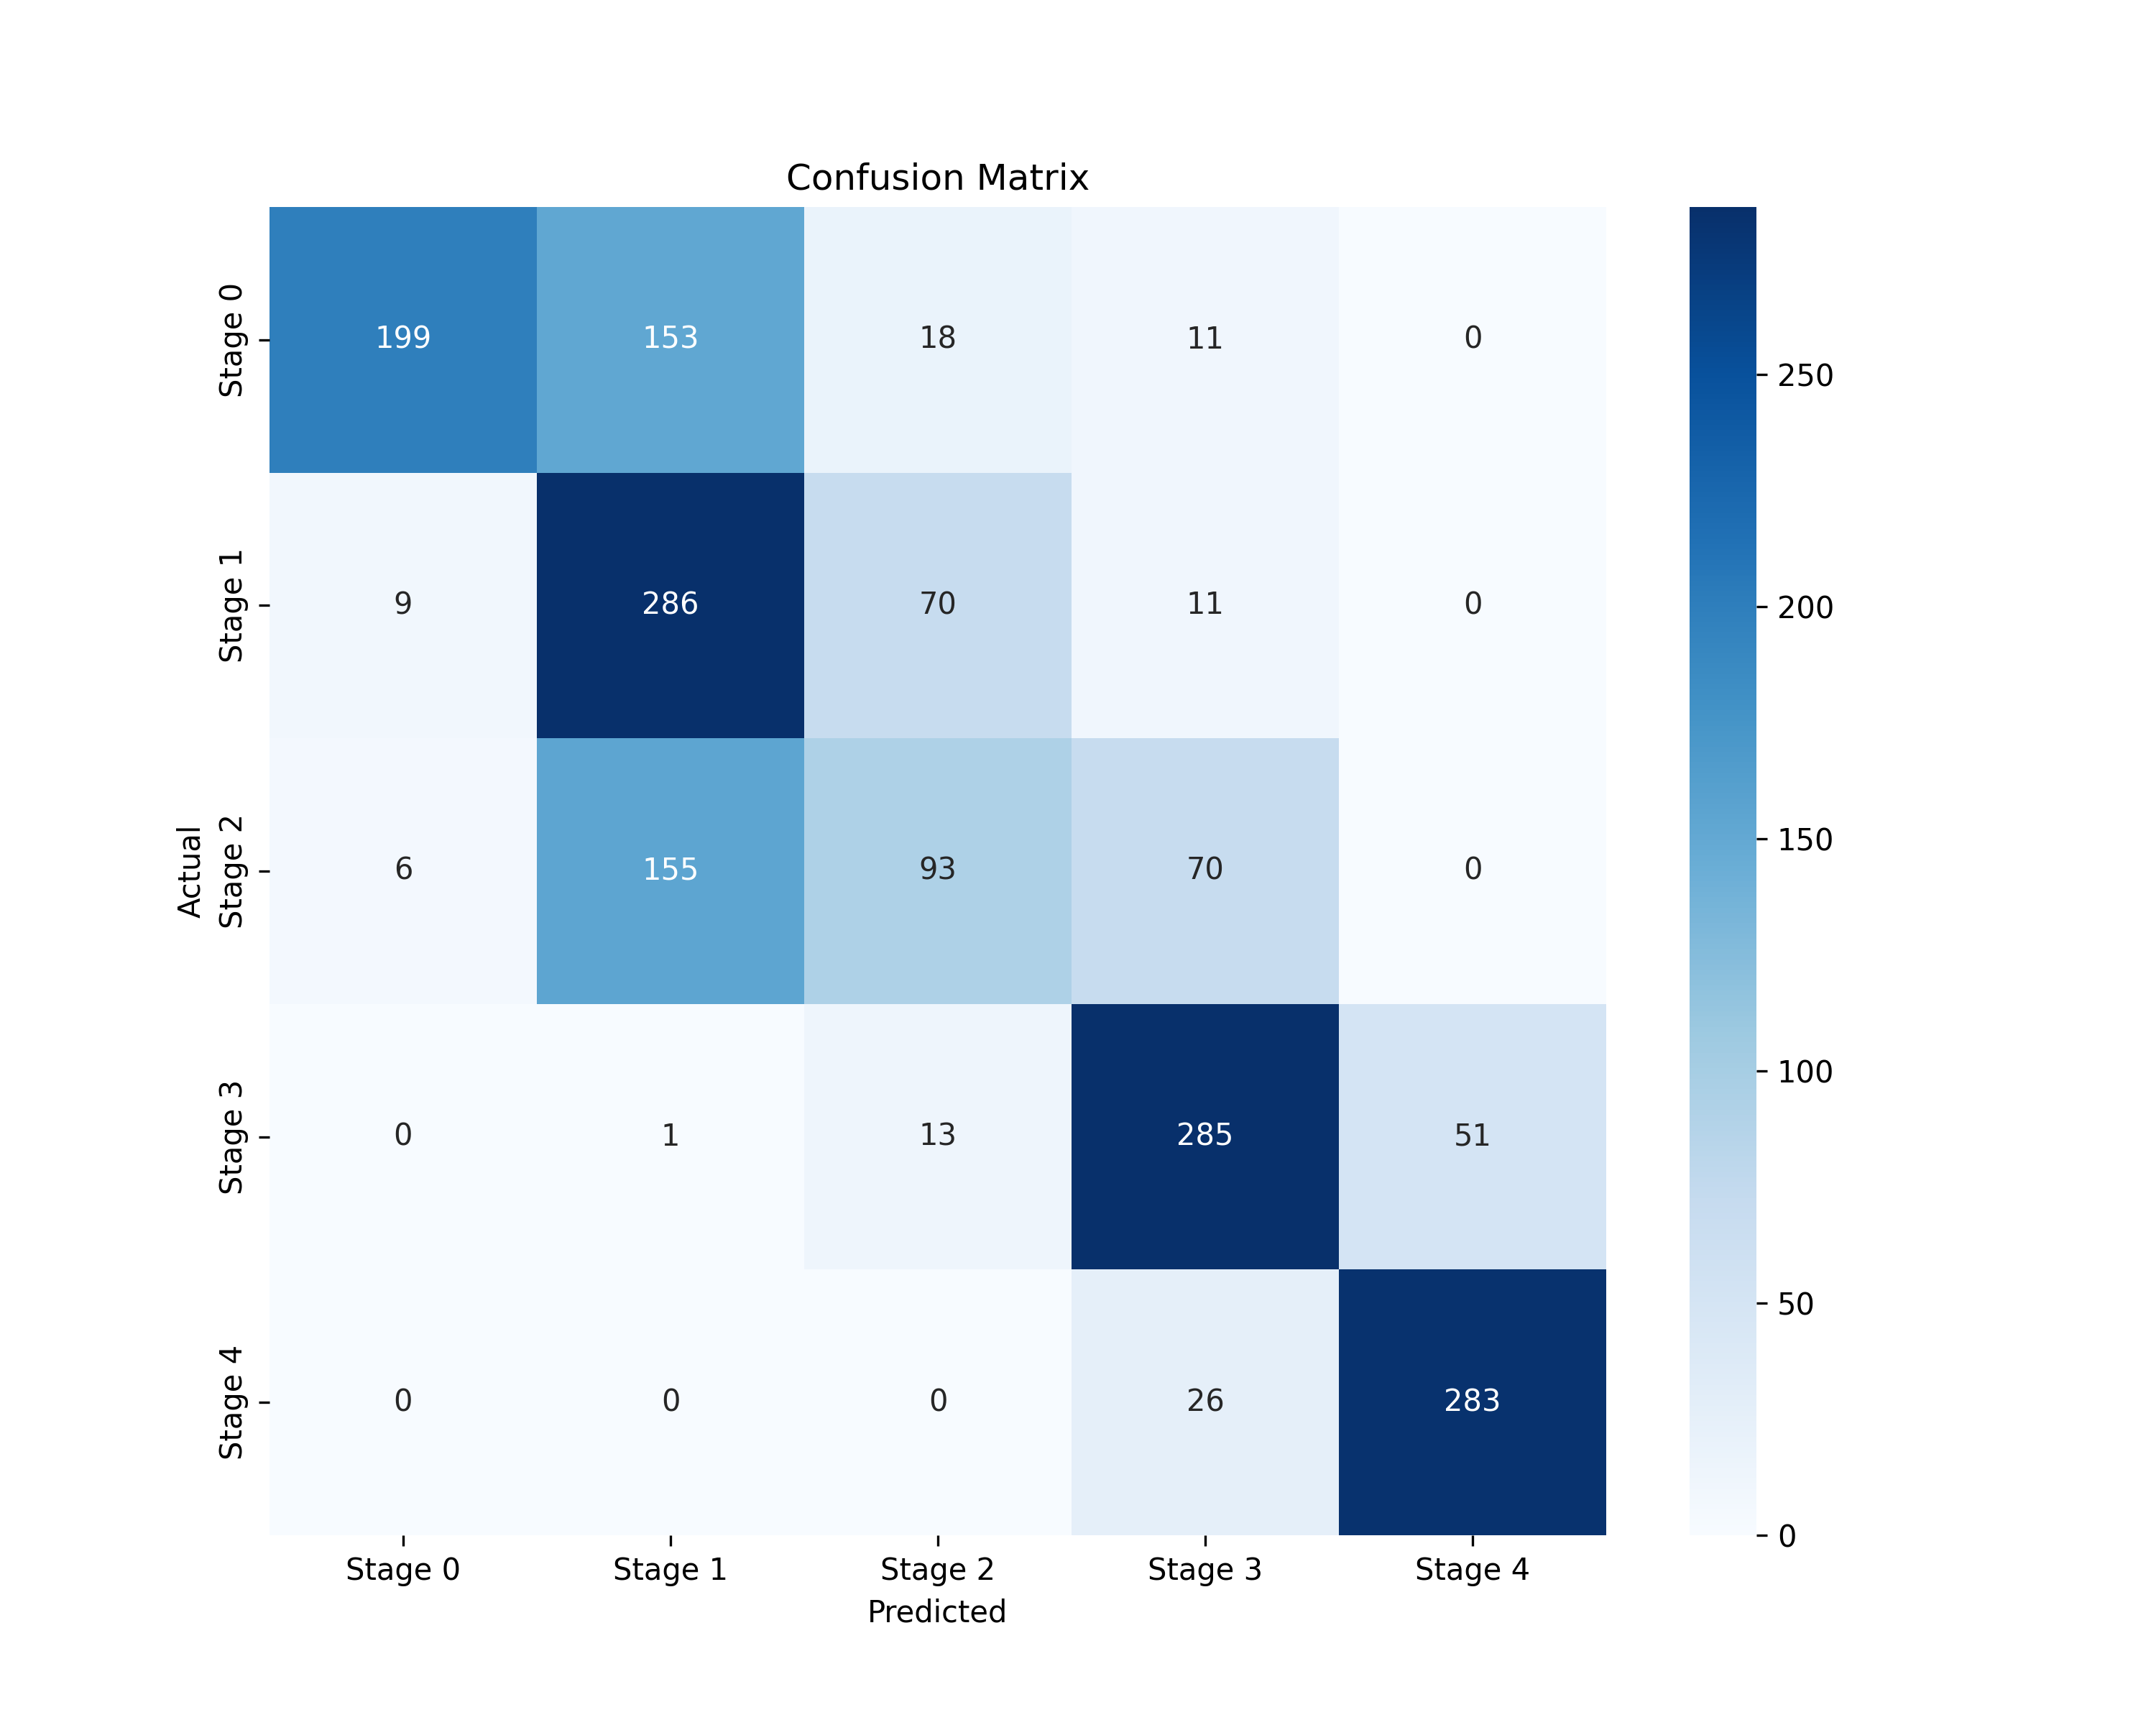 Confusion Matrix
Actual
Stage 0 199 153 18 11 0
Stage 1 9 286 70 11 0
Stage 2 6 155 93 70 0
Stage 3 0 1 13 285 51
Stage 4 0 0 0 26 283
Stage 0 Stage 1 Stage 2 Stage 3 Stage 4
Predicted
250
200
150
100
50
0